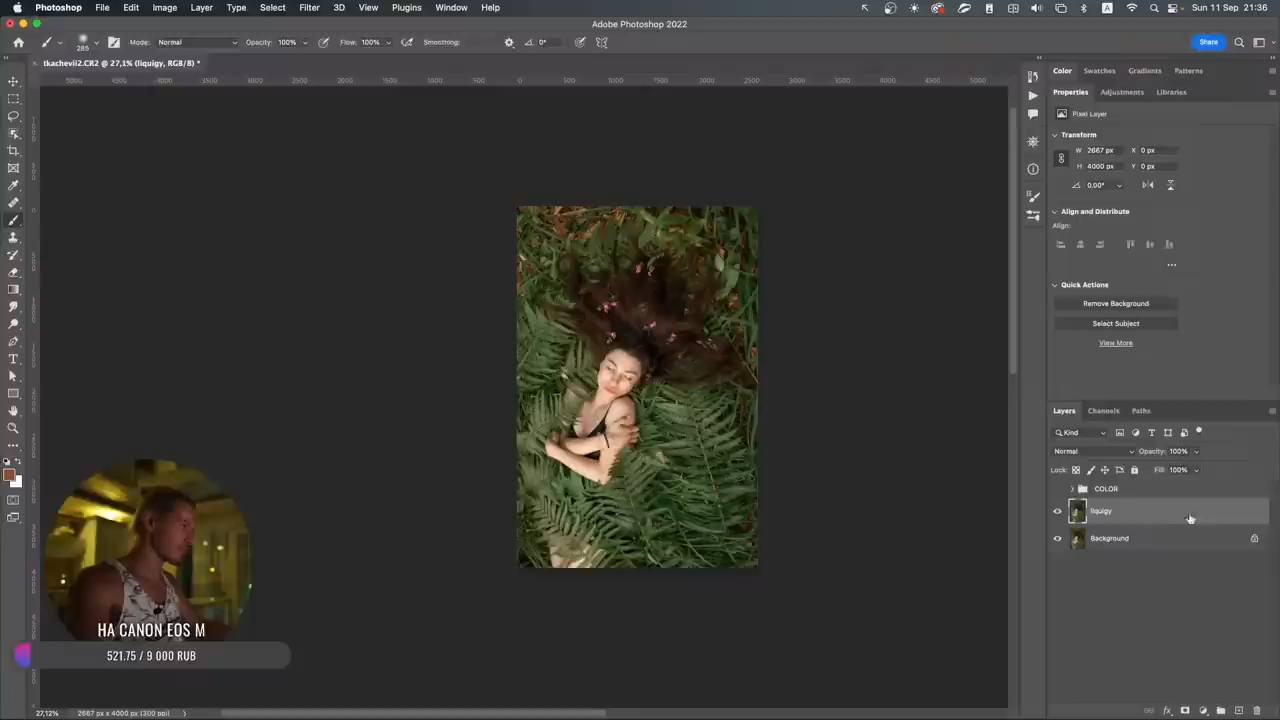 Photoshop File Edit Image Layer Type Select Filter 3D View Plugins Window Help
A
Sun 11 Sep 21:36
Adobe Photoshop 2022
285
Mode: Normal
Opacity: 100%
Flow: 100%
Smoothing:
0°
Share
tkachevii2.CR2 @ 27,1% (liquigy, RGB/8) *
Color Swatches Gradients Patterns
Properties Adjustments Libraries
Pixel Layer
Transform
W 2667 px X 0 px
H 4000 px Y 0 px
0.00°
Align and Distribute
Align:
Quick Actions
Remove Background
Select Subject
View More
Layers Channels Paths
Kind
Normal Opacity: 100%
Lock: Fill: 100%
COLOR
liquigy
Background
НА CANON EOS M
521.75 / 9 000 RUB
27,12% 2667 px x 4000 px (300 ppi)